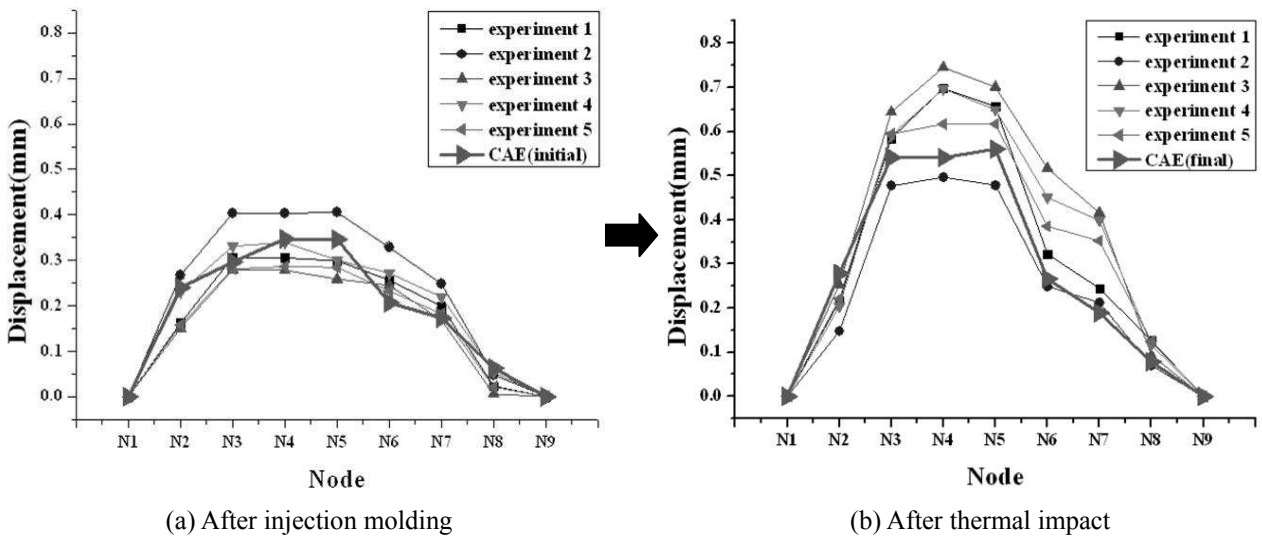 0.8
0.7
0.6
0.5
0.4
0.3
0.2
0.1
0.0
Displacement(mm)
experiment 1
experiment 2
experiment 3
experiment 4
experiment 5
CAE(initial)
N1 N2 N3 N4 N5 N6 N7 N8 N9
Node
(a) After injection molding
0.8
0.7
0.6
0.5
0.4
0.3
0.2
0.1
0.0
Displacement(mm)
experiment 1
experiment 2
experiment 3
experiment 4
experiment 5
CAE(final)
N1 N2 N3 N4 N5 N6 N7 N8 N9
Node
(b) After thermal impact